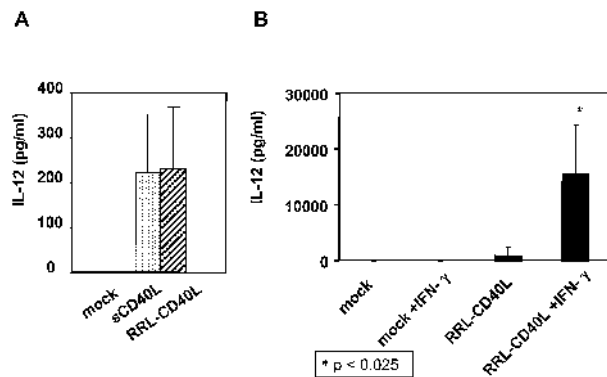 A
B
IL-12 (pg/ml)
400
300
200
100
0
mock
sCD40L
RRL-CD40L
IL-12 (pg/ml)
30000
20000
10000
0
*
mock
mock +IFN- γ
RRL-CD40L
RRL-CD40L +IFN- γ
* p < 0.025